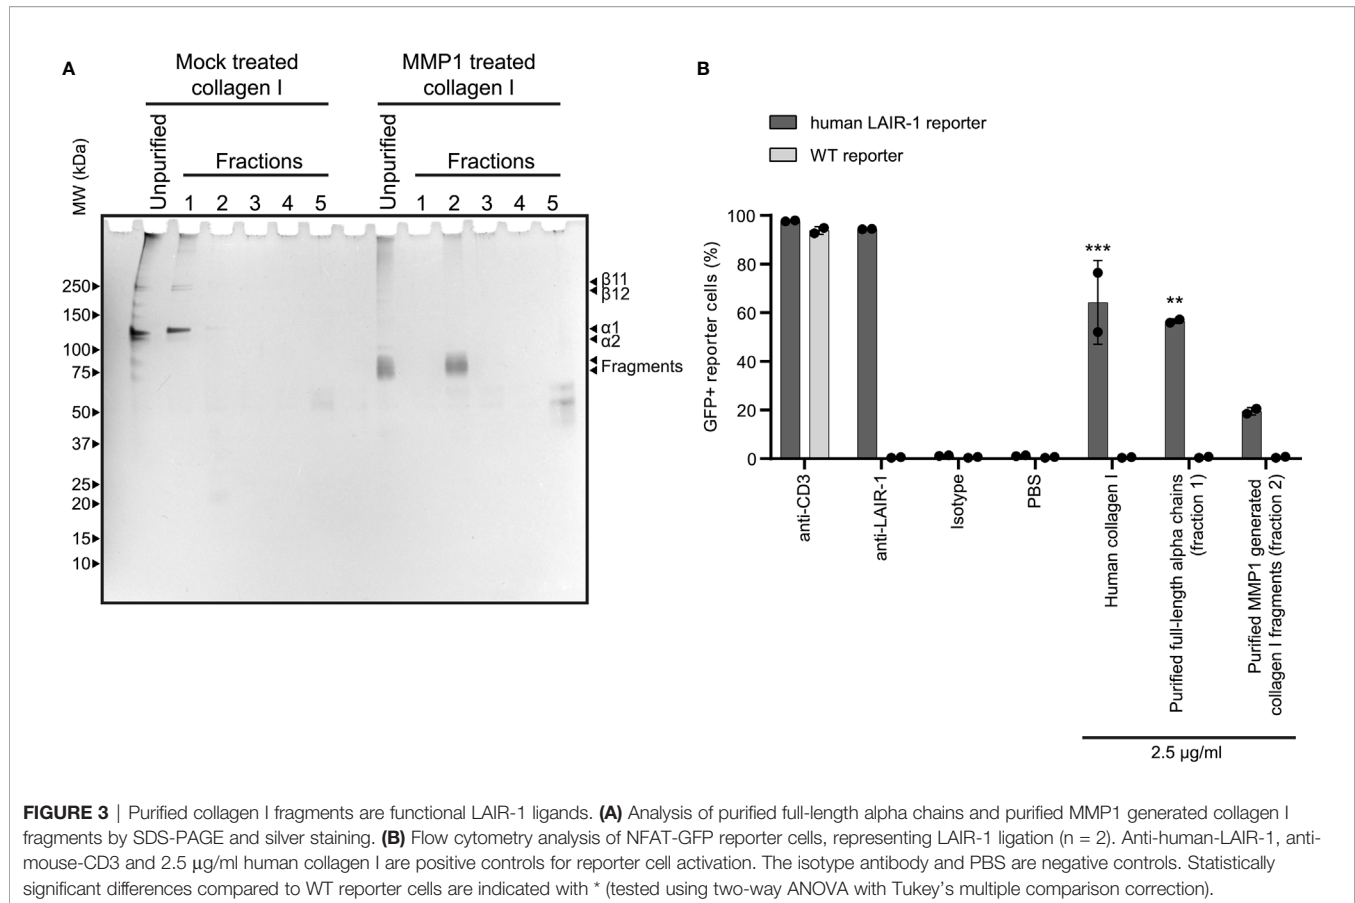 A
Mock treated
collagen I
MMP1 treated
collagen I
MW (kDa)
Unpurified
Fractions
1 2 3 4 5
Unpurified
Fractions
1 2 3 4 5
250
150
100
75
50
37
25
20
15
10
β11
β12
α1
α2
Fragments
B
human LAIR-1 reporter
WT reporter
GFP+ reporter cells (%)
100
80
60
40
20
0
***
**
anti-CD3
anti-LAIR-1
Isotype
PBS
Human collagen I
Purified full-length alpha chains
(fraction 1)
Purified MMP1 generated
collagen I fragments (fraction 2)
2.5 µg/ml
FIGURE 3 | Purified collagen I fragments are functional LAIR-1 ligands. (A) Analysis of purified full-length alpha chains and purified MMP1 generated collagen I
fragments by SDS-PAGE and silver staining. (B) Flow cytometry analysis of NFAT-GFP reporter cells, representing LAIR-1 ligation (n = 2). Anti-human-LAIR-1, anti-
mouse-CD3 and 2.5 µg/ml human collagen I are positive controls for reporter cell activation. The isotype antibody and PBS are negative controls. Statistically
significant differences compared to WT reporter cells are indicated with * (tested using two-way ANOVA with Tukey's multiple comparison correction).